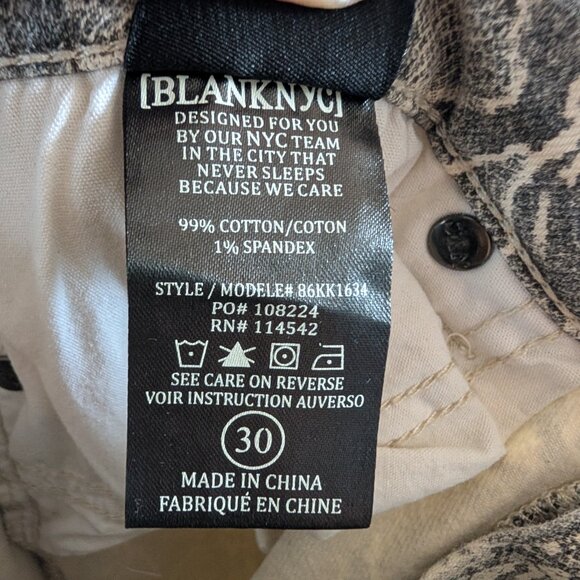 [BLANKNYC]
DESIGNED FOR YOU
BY OUR NYC TEAM
IN THE CITY THAT
NEVER SLEEPS
BECAUSE WE CARE
99% COTTON/COTON
1% SPANDEX
STYLE / MODELE# 86KK1634
PO# 108224
RN# 114542
SEE CARE ON REVERSE
VOIR INSTRUCTION AUVERSO
30
MADE IN CHINA
FABRIQUÉ EN CHINE